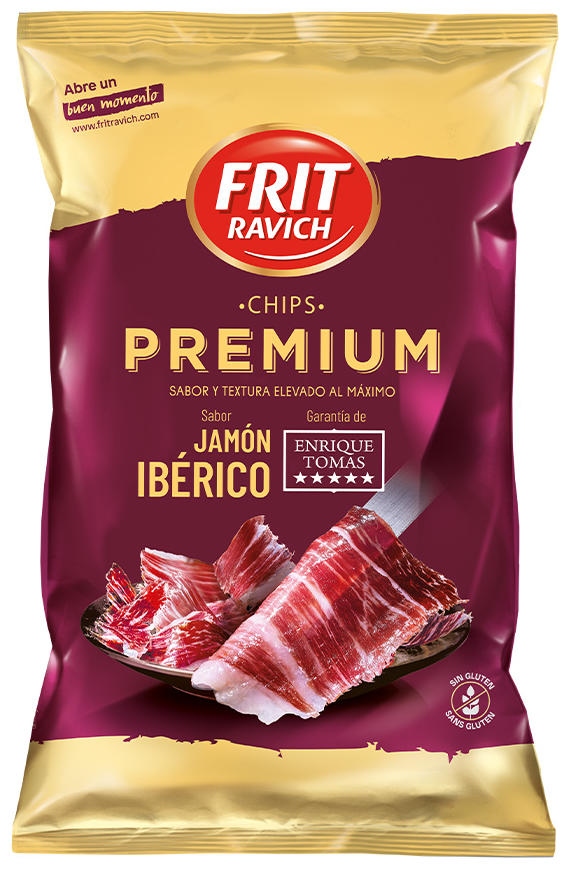 Abre un
buen momento
www.fritravich.com
FRIT
RAVICH
•CHIPS•
PREMIUM
SABOR Y TEXTURA ELEVADO AL MÁXIMO
Sabor
JAMÓN
IBÉRICO
Garantía de
ENRIQUE
TOMÁS
★★★★★
SIN GLUTEN
SANS GLUTEN